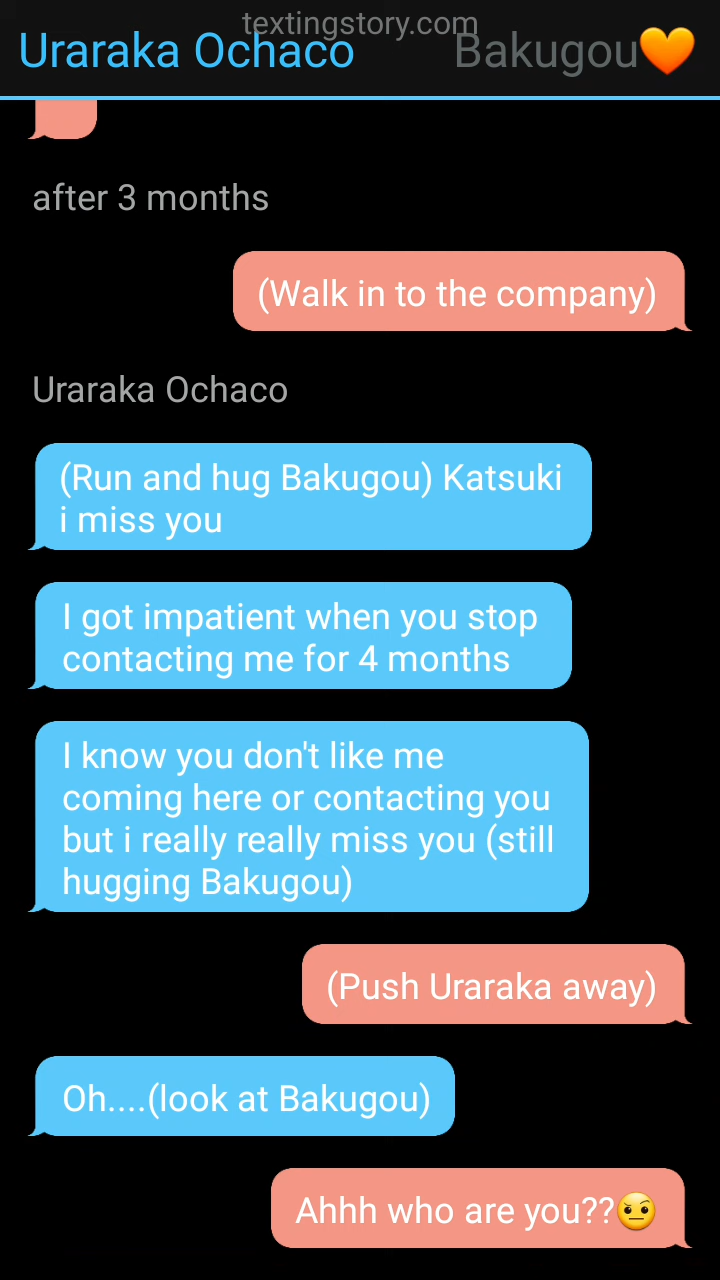 textingstory.com
Uraraka Ochaco Bakugou🧡
after 3 months
(Walk in to the company)
Uraraka Ochaco
(Run and hug Bakugou) Katsuki
i miss you
I got impatient when you stop
contacting me for 4 months
I know you don't like me
coming here or contacting you
but i really really miss you (still
hugging Bakugou)
(Push Uraraka away)
Oh....(look at Bakugou)
Ahhh who are you??🤨